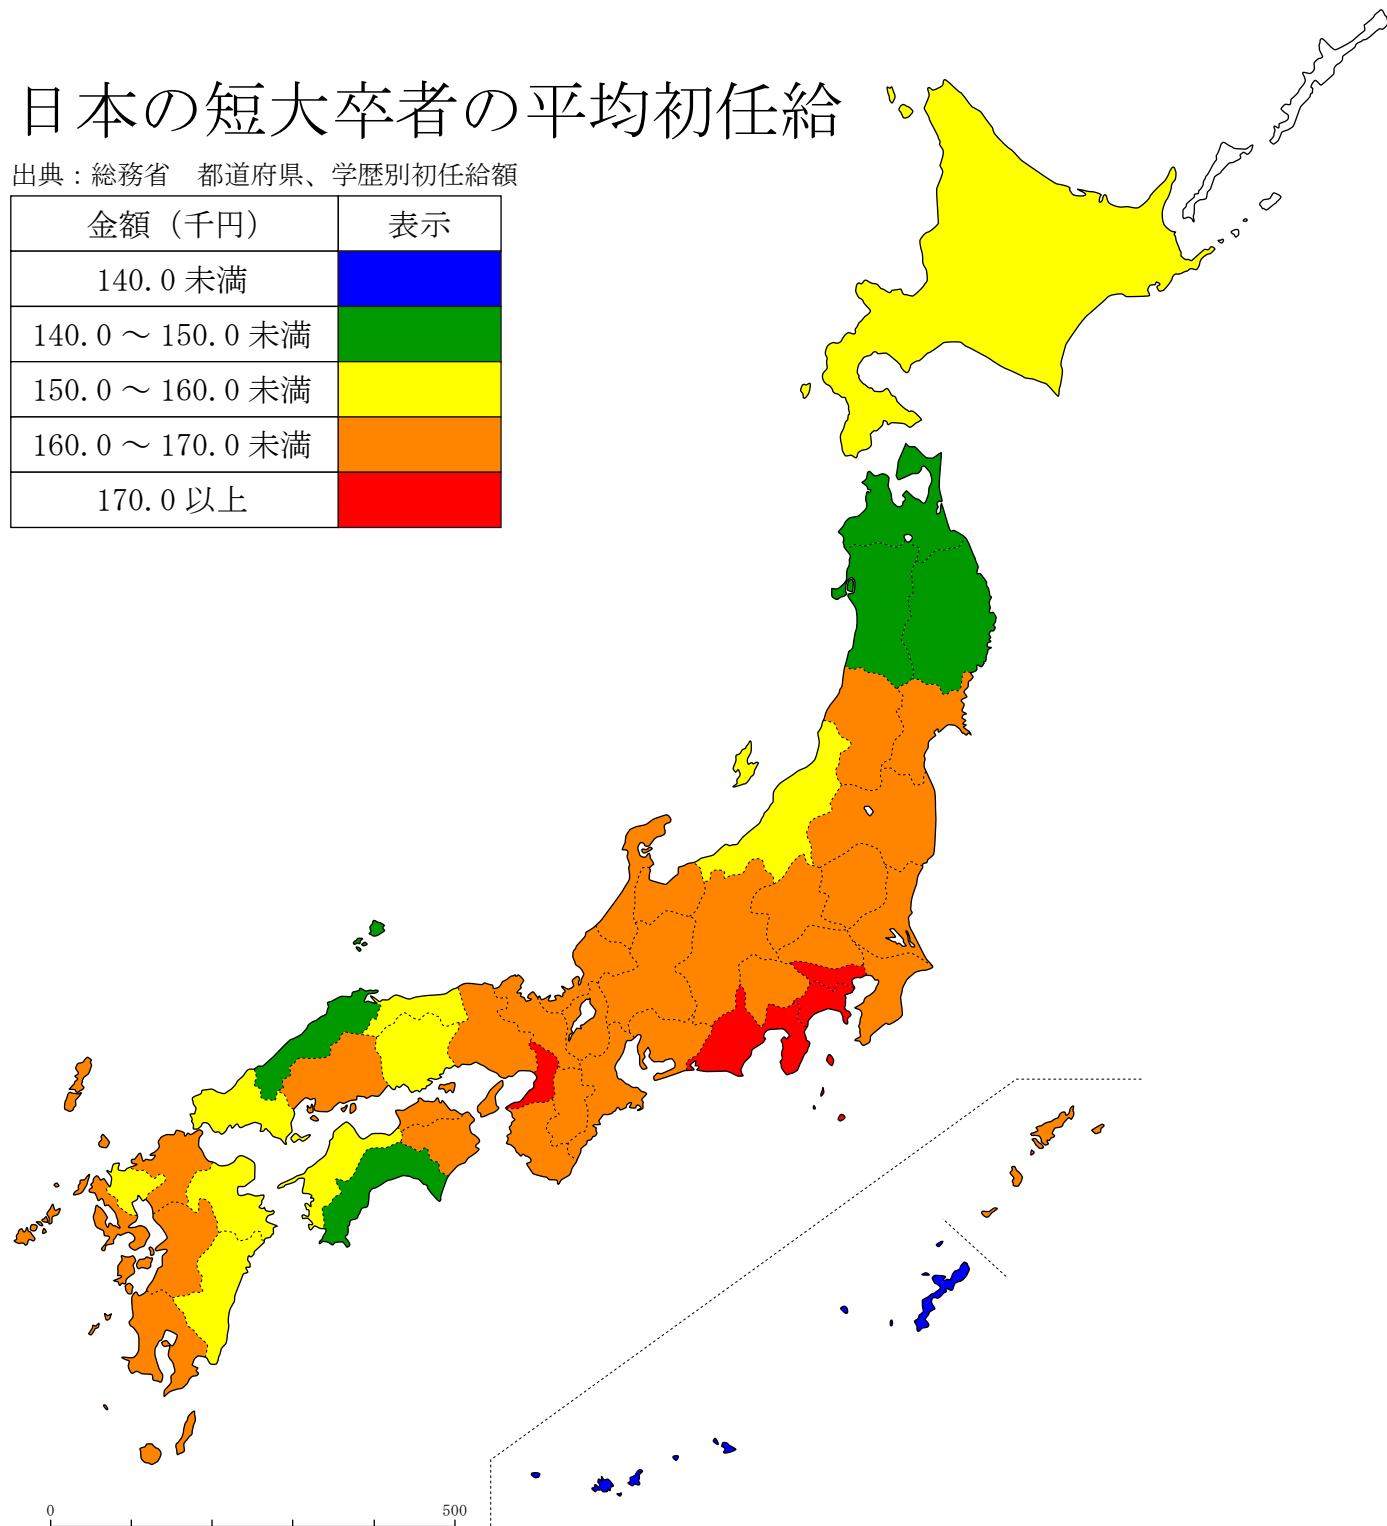 日本の短大卒者の平均初任給
出典：総務省　都道府県、学歴別初任給額
金額（千円） 表示
140.0 未満
140.0 ～ 150.0 未満
150.0 ～ 160.0 未満
160.0 ～ 170.0 未満
170.0 以上
0 500